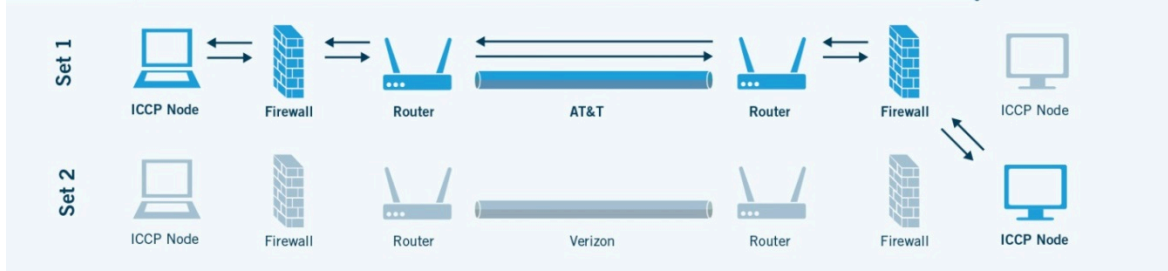 Set 1
ICCP Node
Firewall
Router
AT&T
Router
Firewall
ICCP Node
Set 2
ICCP Node
Firewall
Router
Verizon
Router
Firewall
ICCP Node